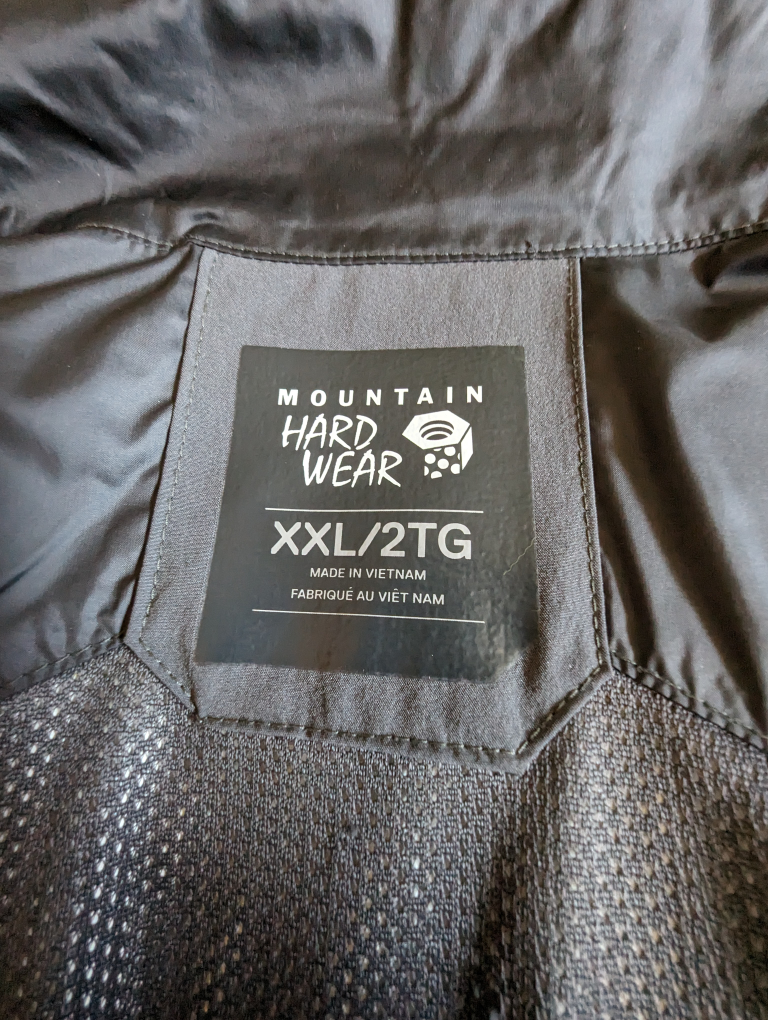 MOUNTAIN
HARD
WEAR
XXL/2TG
MADE IN VIETNAM
FABRIQUÉ AU VIÊT NAM